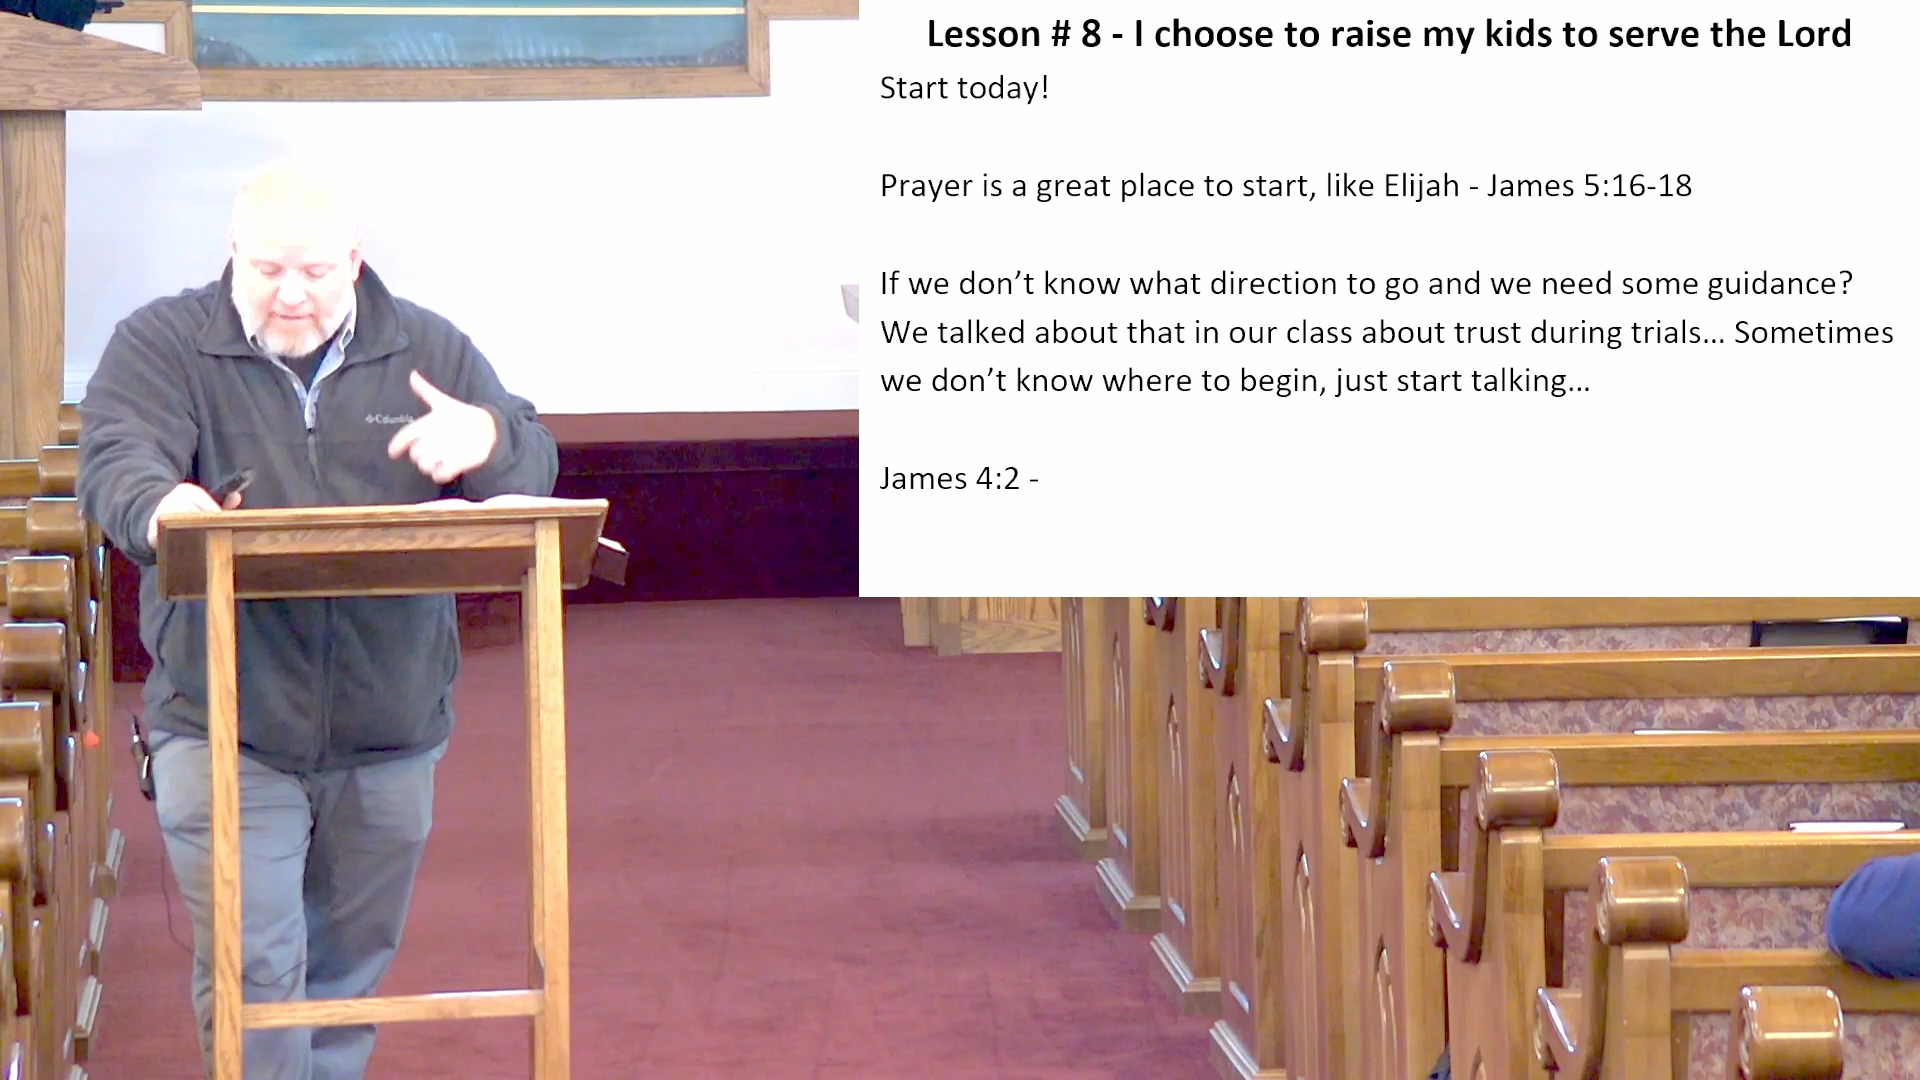 Lesson # 8 - I choose to raise my kids to serve the Lord
Start today!
Prayer is a great place to start, like Elijah - James 5:16-18
If we don’t know what direction to go and we need some guidance?
We talked about that in our class about trust during trials… Sometimes
we don’t know where to begin, just start talking…
James 4:2 -
Columbia